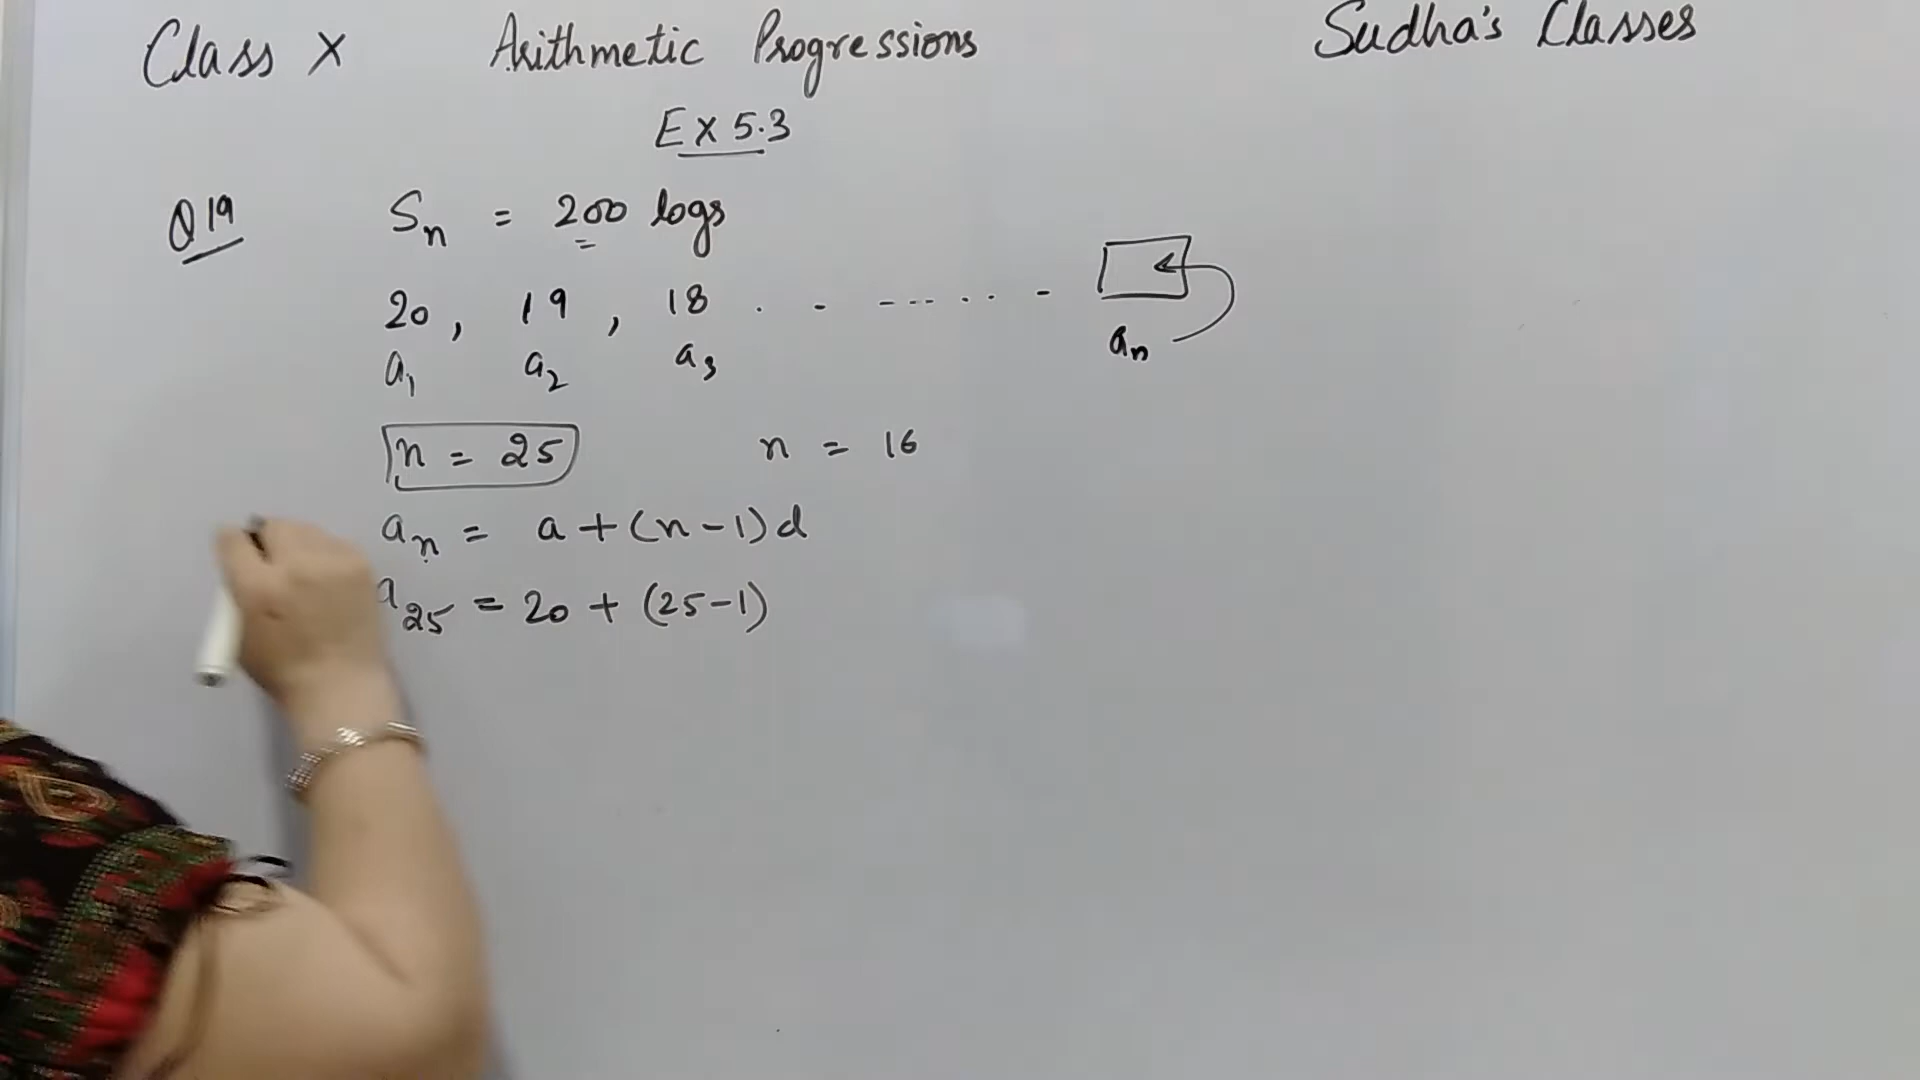 Class X Arithmetic Progressions Sudha's Classes
Ex 5.3
Q19 Sn = 200 logs
20, 19, 18 . . - - - - . . -
a1 a2 a3 an
n = 25 n = 16
an = a + (n - 1) d
a25 = 20 + (25 - 1)